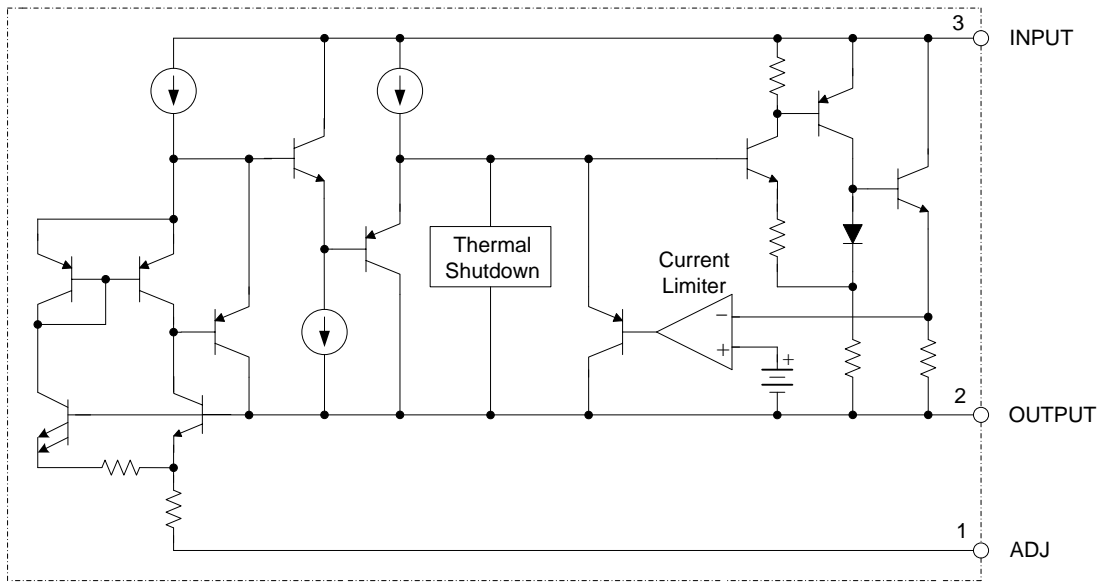 3
INPUT
Thermal
Shutdown
Current
Limiter
−
+
+
2
OUTPUT
1
ADJ